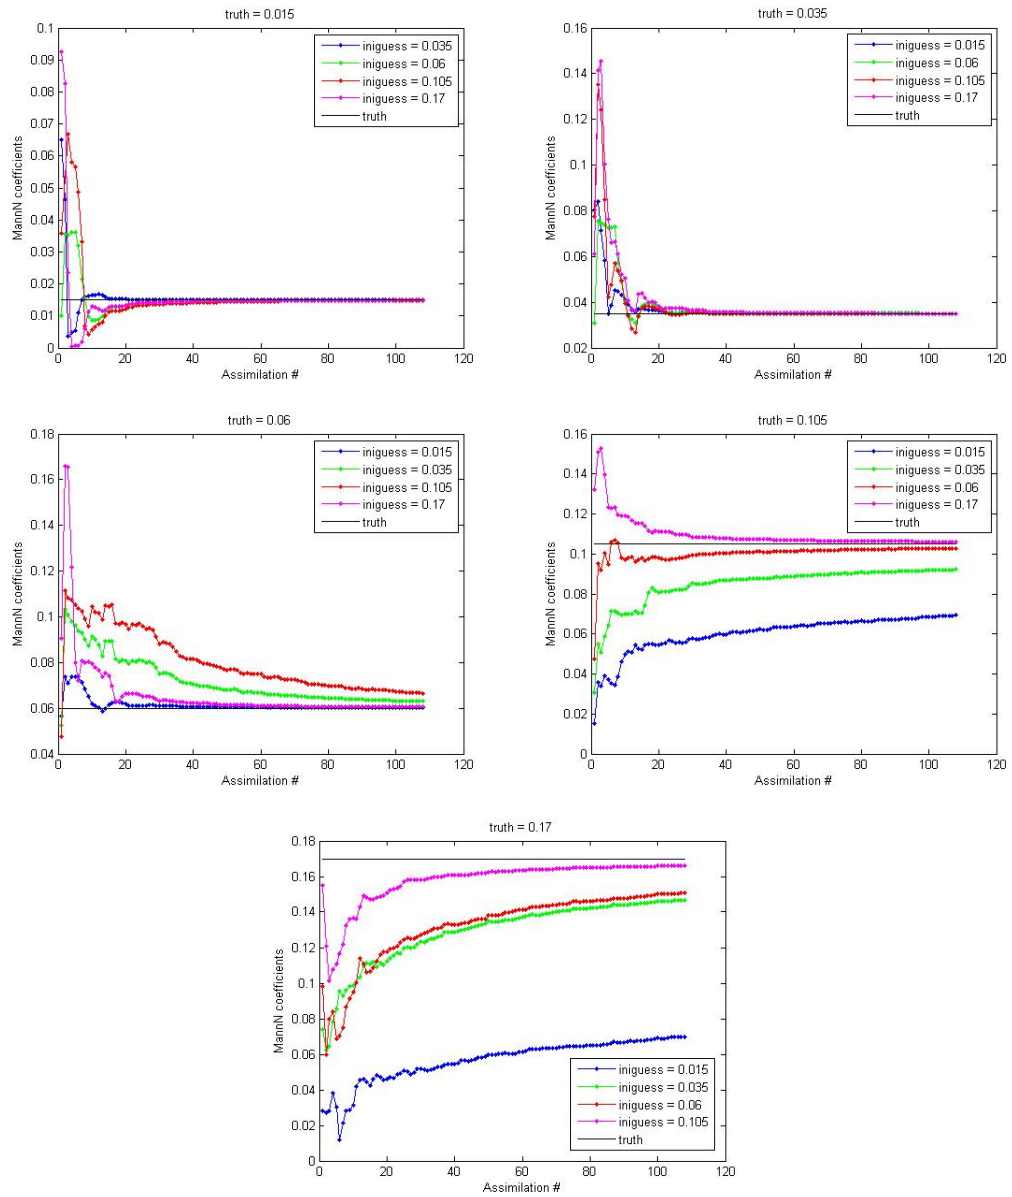 truth = 0.015
MannN coefficients
0.1
0.09
0.08
0.07
0.06
0.05
0.04
0.03
0.02
0.01
0
0 20 40 60 80 100 120
Assimilation #
iniguess = 0.035
iniguess = 0.06
iniguess = 0.105
iniguess = 0.17
truth
truth = 0.035
MannN coefficients
0.16
0.14
0.12
0.1
0.08
0.06
0.04
0.02
0 20 40 60 80 100 120
Assimilation #
iniguess = 0.015
iniguess = 0.06
iniguess = 0.105
iniguess = 0.17
truth
truth = 0.06
MannN coefficients
0.18
0.16
0.14
0.12
0.1
0.08
0.06
0.04
0 20 40 60 80 100 120
Assimilation #
iniguess = 0.015
iniguess = 0.035
iniguess = 0.105
iniguess = 0.17
truth
truth = 0.105
MannN coefficients
0.16
0.14
0.12
0.1
0.08
0.06
0.04
0.02
0
0 20 40 60 80 100 120
Assimilation #
iniguess = 0.015
iniguess = 0.035
iniguess = 0.06
iniguess = 0.17
truth
truth = 0.17
MannN coefficients
0.18
0.16
0.14
0.12
0.1
0.08
0.06
0.04
0.02
0
0 20 40 60 80 100 120
Assimilation #
iniguess = 0.015
iniguess = 0.035
iniguess = 0.06
iniguess = 0.105
truth